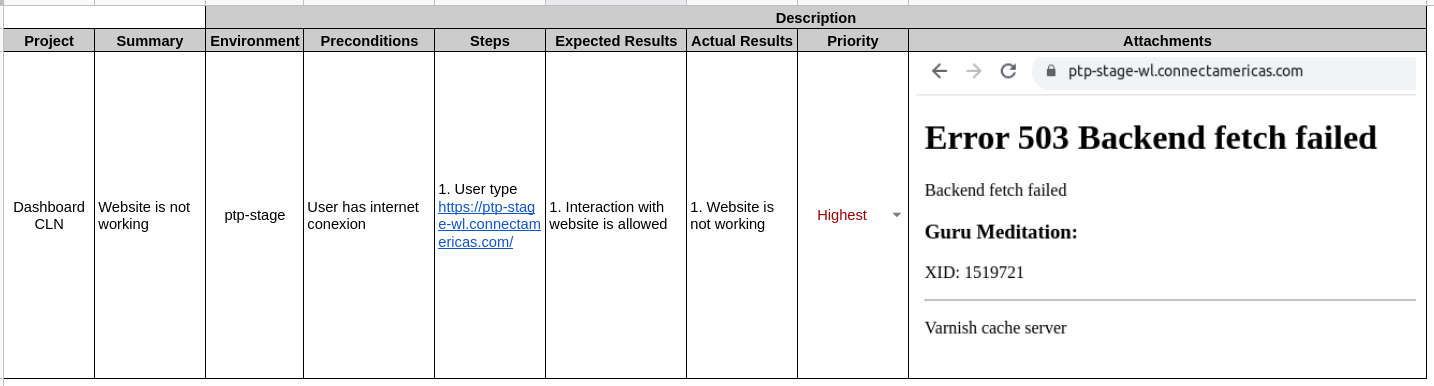 Description
Project Summary Environment Preconditions Steps Expected Results Actual Results Priority Attachments
Dashboard
CLN
Website is not
working
ptp-stage
User has internet
conexion
1. User type
https://ptp-stag
e-wl.connectam
ericas.com/
1. Interaction with
website is allowed
1. Website is
not working
Highest
ptp-stage-wl.connectamericas.com
Error 503 Backend fetch failed
Backend fetch failed
Guru Meditation:
XID: 1519721
Varnish cache server